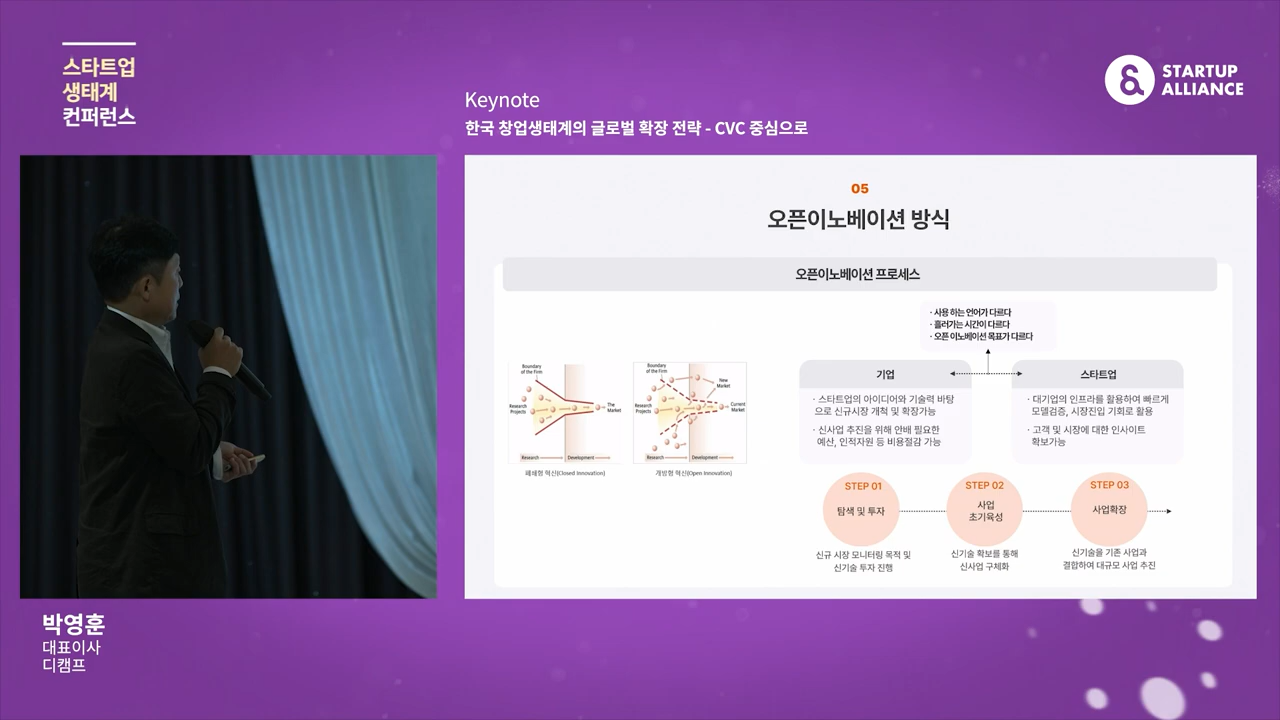 스타트업
생태계
컨퍼런스
STARTUP
ALLIANCE
Keynote
한국 창업생태계의 글로벌 확장 전략 - CVC 중심으로
05
오픈이노베이션 방식
오픈이노베이션 프로세스
· 사용 하는 언어가 다르다
· 흘러가는 시간이 다르다
· 오픈 이노베이션 목표가 다르다
Boundary
of the Firm
Research
Projects
The
Market
Research
Development
폐쇄형 혁신(Closed Innovation)
Boundary
of the Firm
New
Market
Research
Projects
Current
Market
Research
Development
개방형 혁신(Open Innovation)
기업
· 스타트업의 아이디어와 기술력 바탕
으로 신규시장 개척 및 확장가능
· 신사업 추진을 위해 안배 필요한
예산, 인적자원 등 비용절감 가능
스타트업
· 대기업의 인프라를 활용하여 빠르게
모델검증, 시장진입 기회로 활용
· 고객 및 시장에 대한 인사이트
확보가능
STEP 01
탐색 및 투자
신규 시장 모니터링 목적 및
신기술 투자 진행
STEP 02
사업
초기육성
신기술 확보를 통해
신사업 구체화
STEP 03
사업확장
신기술을 기존 사업과
결합하여 대규모 사업 추진
박영훈
대표이사
디캠프